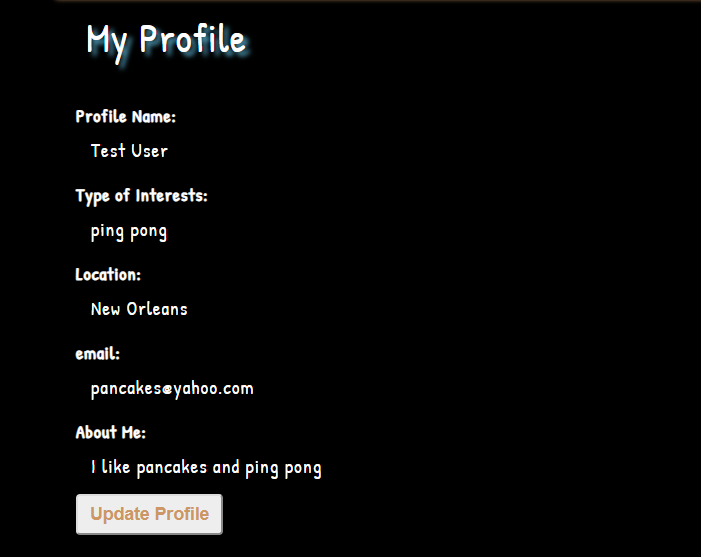 My Profile
Profile Name:
Test User
Type of Interests:
ping pong
Location:
New Orleans
email:
pancakes@yahoo.com
About Me:
I like pancakes and ping pong
Update Profile